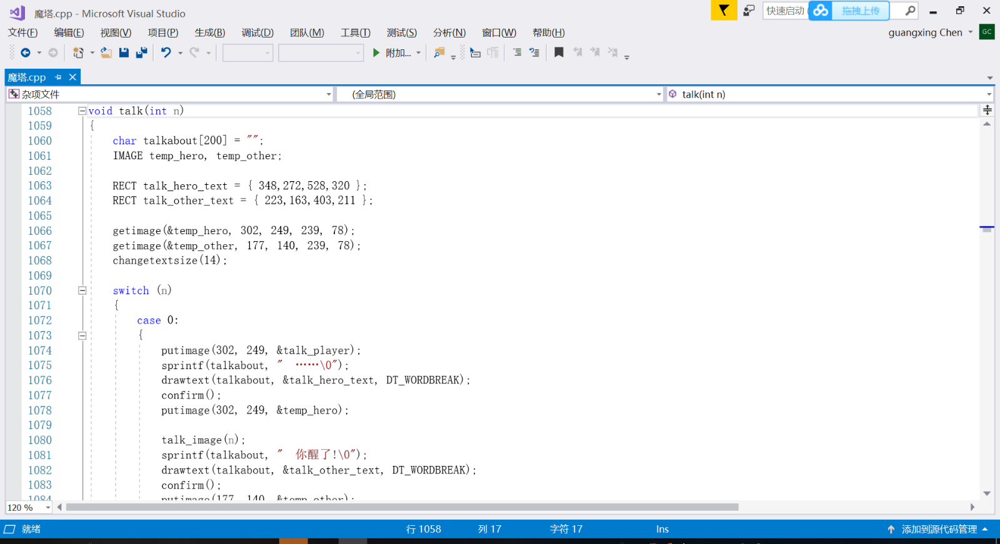 魔塔.cpp - Microsoft Visual Studio
快速启动
拖拽上传
文件(F) 编辑(E) 视图(V) 项目(P) 生成(B) 调试(D) 团队(M) 工具(T) 测试(S) 分析(N) 窗口(W) 帮助(H)
guangxing Chen
GC
附加...
魔塔.cpp
杂项文件
(全局范围)
talk(int n)
1058 void talk(int n)
1059 {
1060 char talkabout[200] = "";
1061 IMAGE temp_hero, temp_other;
1062
1063 RECT talk_hero_text = { 348,272,528,320 };
1064 RECT talk_other_text = { 223,163,403,211 };
1065
1066 getimage(&temp_hero, 302, 249, 239, 78);
1067 getimage(&temp_other, 177, 140, 239, 78);
1068 changetextsize(14);
1069
1070 switch (n)
1071 {
1072 case 0:
1073 {
1074 putimage(302, 249, &talk_player);
1075 sprintf(talkabout, "  ……\0");
1076 drawtext(talkabout, &talk_hero_text, DT_WORDBREAK);
1077 confirm();
1078 putimage(302, 249, &temp_hero);
1079
1080 talk_image(n);
1081 sprintf(talkabout, "  你醒了!\0");
1082 drawtext(talkabout, &talk_other_text, DT_WORDBREAK);
1083 confirm();
1084 putimage(177, 140, &temp_other);
120 %
就绪 行 1058 列 17 字符 17 Ins 添加到源代码管理